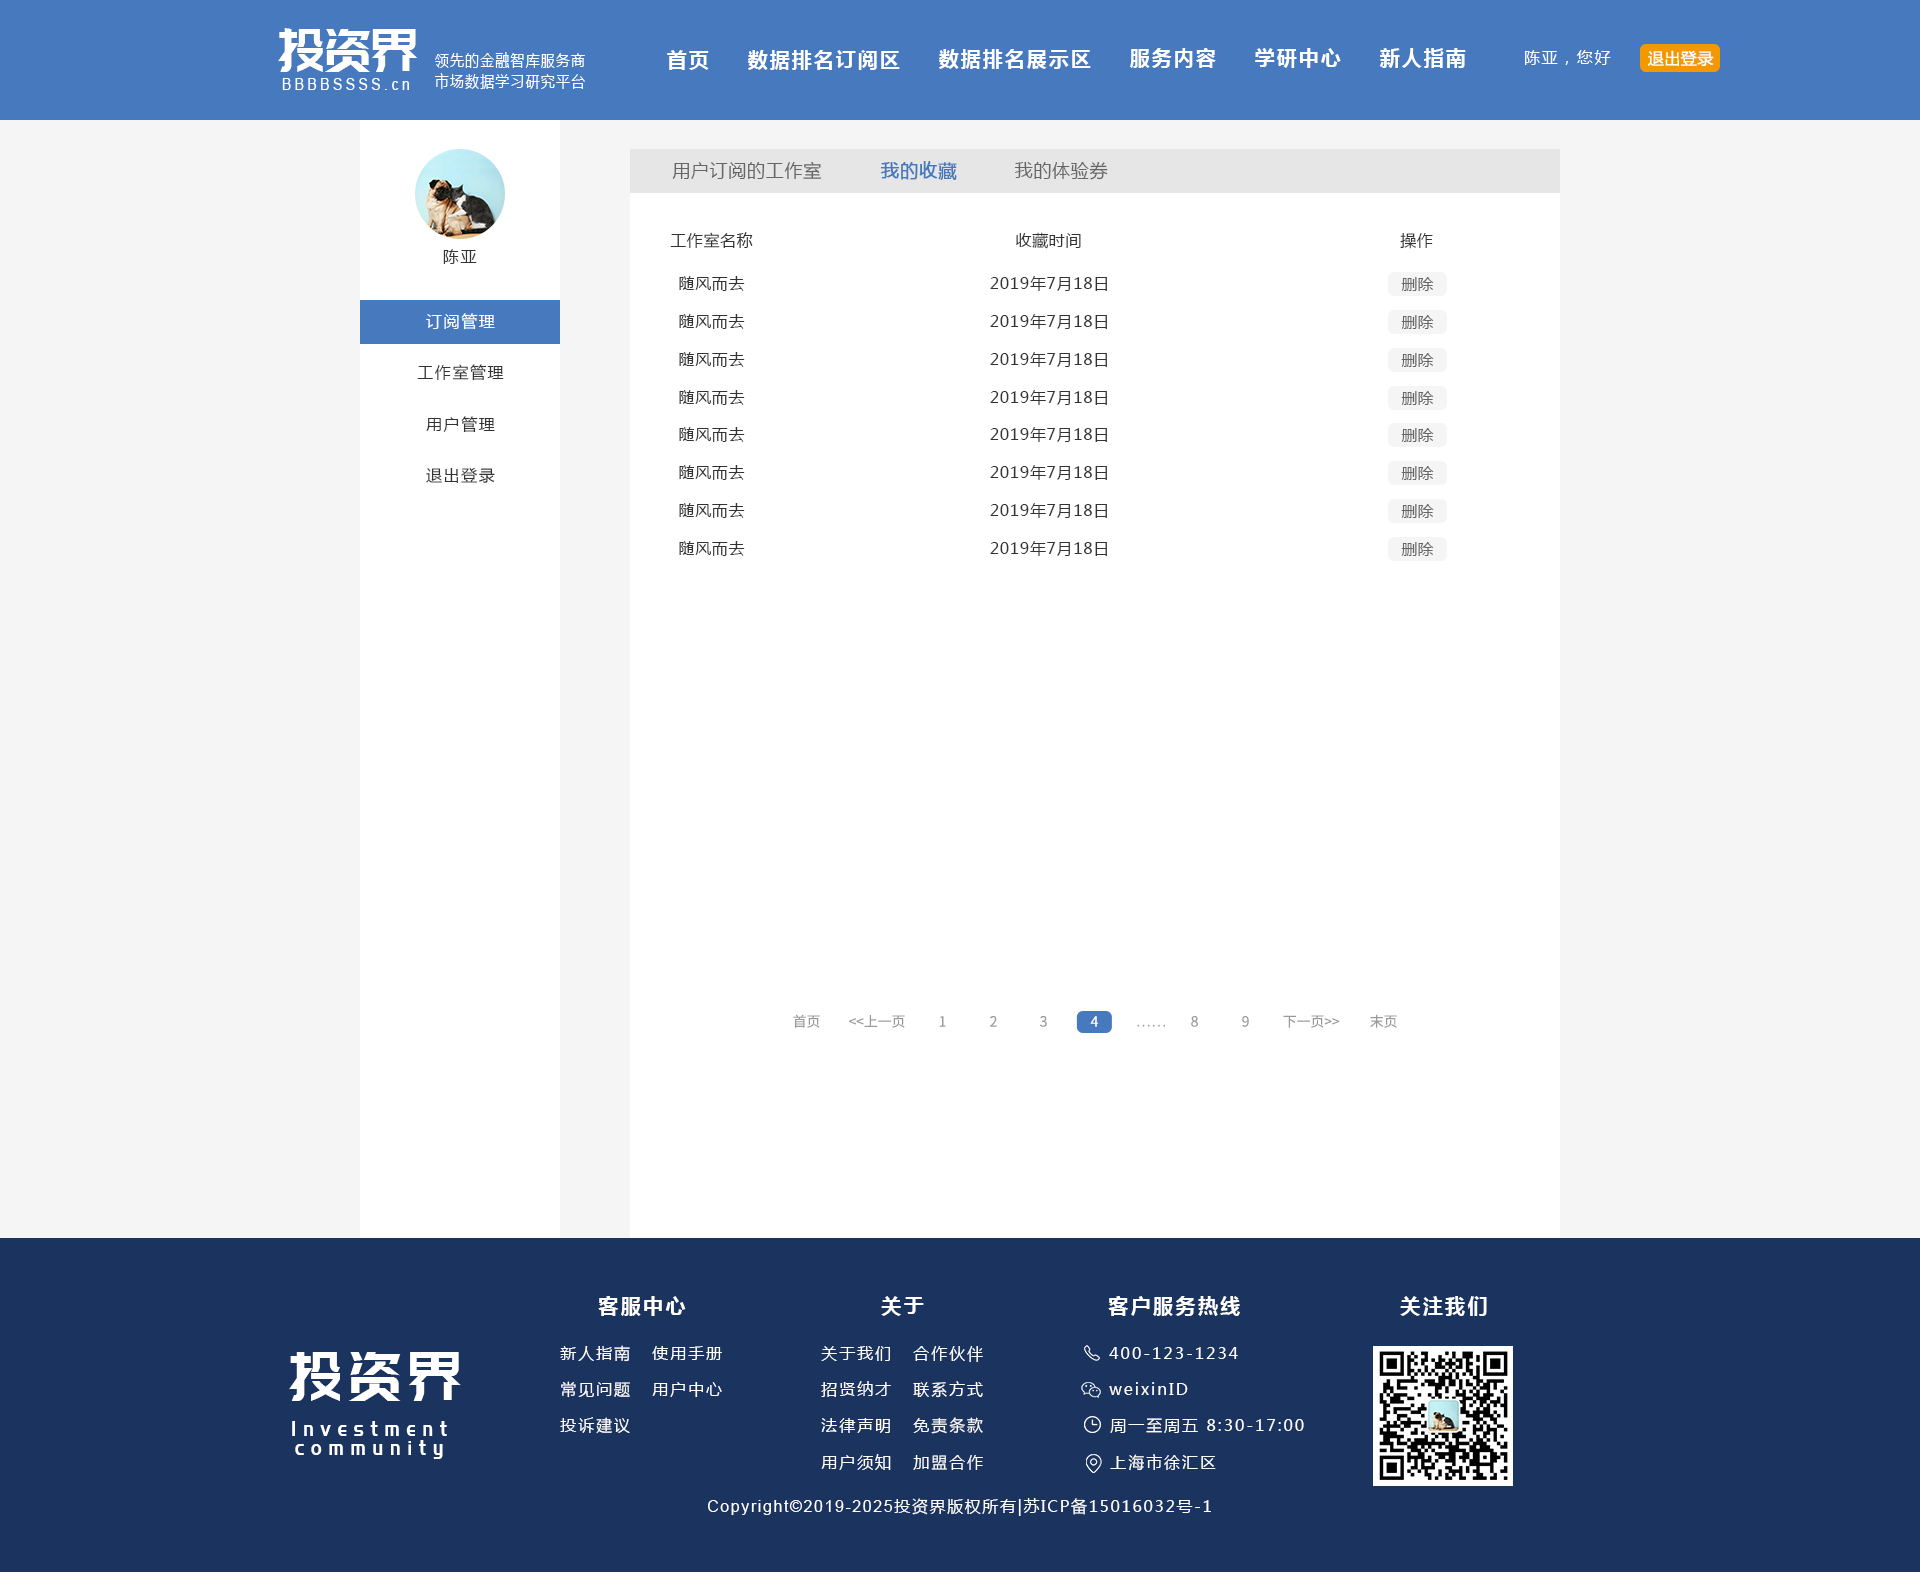 投资界
BBBBSSSS.cn
领先的金融智库服务商
市场数据学习研究平台
首页 数据排名订阅区 数据排名展示区 服务内容 学研中心 新人指南
陈亚，您好
退出登录
陈亚
订阅管理
工作室管理
用户管理
退出登录
用户订阅的工作室 我的收藏 我的体验券
工作室名称 收藏时间 操作
随风而去 2019年7月18日 删除
随风而去 2019年7月18日 删除
随风而去 2019年7月18日 删除
随风而去 2019年7月18日 删除
随风而去 2019年7月18日 删除
随风而去 2019年7月18日 删除
随风而去 2019年7月18日 删除
随风而去 2019年7月18日 删除
首页 <<上一页 1 2 3 4 …… 8 9 下一页>> 末页
投资界
Investment
community
客服中心
新人指南 使用手册
常见问题 用户中心
投诉建议
关于
关于我们 合作伙伴
招贤纳才 联系方式
法律声明 免责条款
用户须知 加盟合作
客户服务热线
400-123-1234
weixinID
周一至周五 8:30-17:00
上海市徐汇区
关注我们
Copyright©2019-2025投资界版权所有|苏ICP备15016032号-1